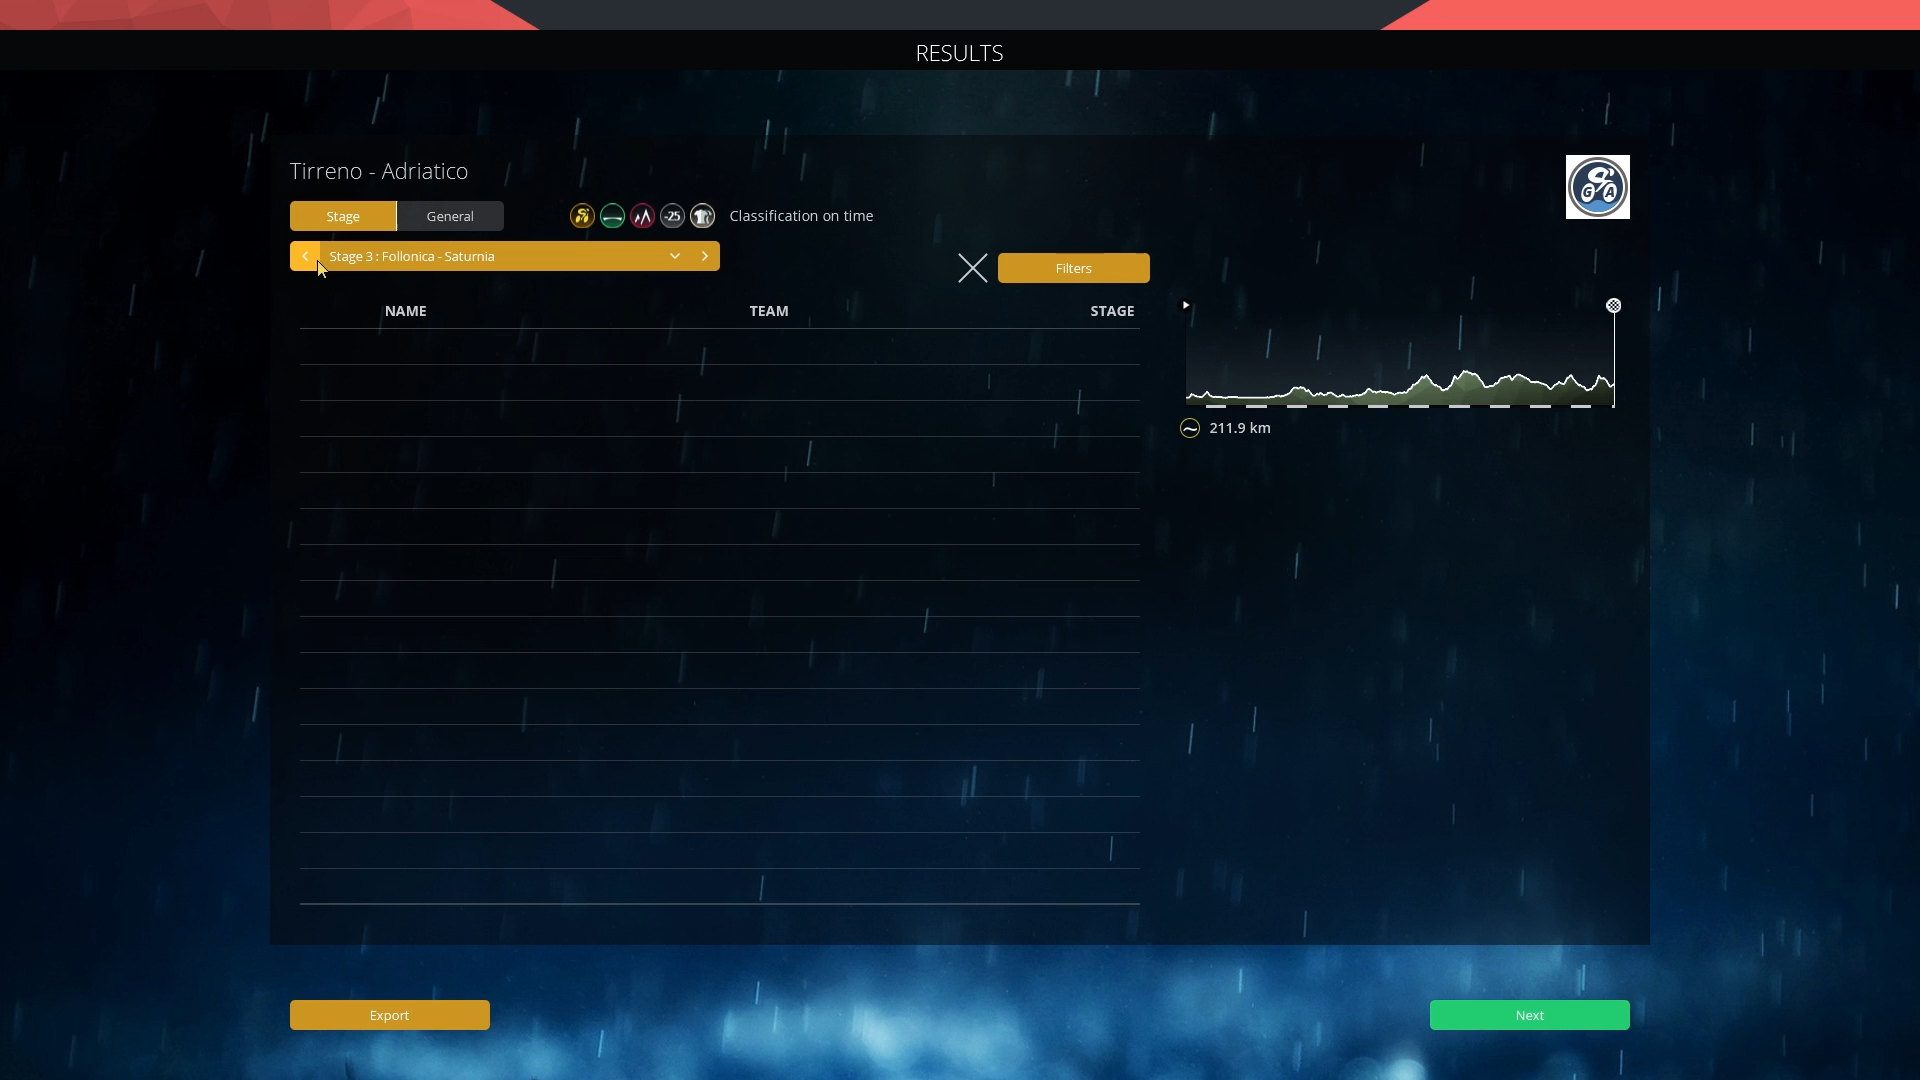 RESULTS
Tirreno - Adriatico
Stage General
-25 Classification on time
Stage 3 : Follonica - Saturnia
Filters
NAME TEAM STAGE
211.9 km
Export
Next
G A